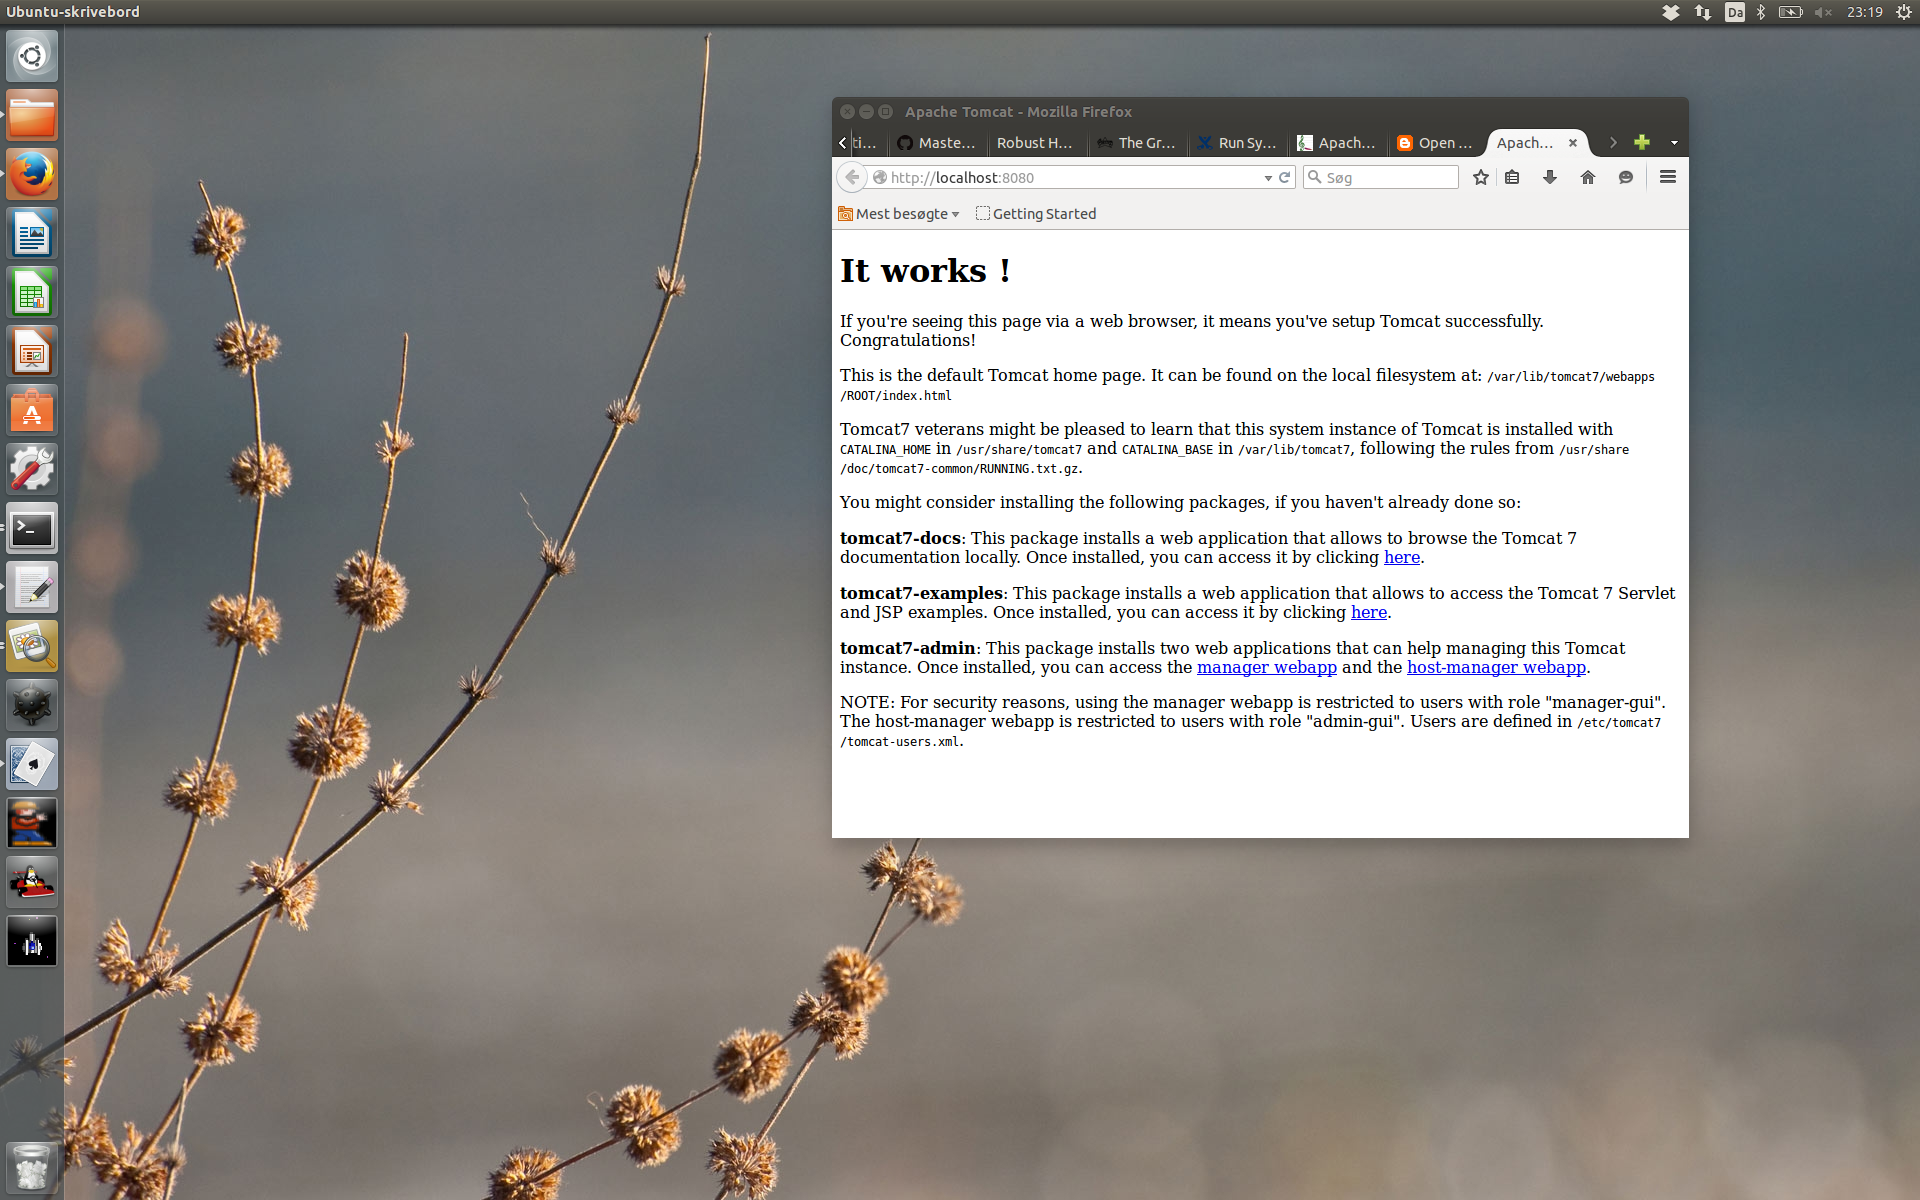 Ubuntu-skrivebord
Da
23:19
Apache Tomcat - Mozilla Firefox
ti... Maste... Robust H... The Gr... Run Sy... Apach... Open ... Apach...
http://localhost:8080
Søg
Mest besøgte
Getting Started
It works !
If you're seeing this page via a web browser, it means you've setup Tomcat successfully.
Congratulations!
This is the default Tomcat home page. It can be found on the local filesystem at: /var/lib/tomcat7/webapps
/ROOT/index.html
Tomcat7 veterans might be pleased to learn that this system instance of Tomcat is installed with
CATALINA_HOME in /usr/share/tomcat7 and CATALINA_BASE in /var/lib/tomcat7, following the rules from /usr/share
/doc/tomcat7-common/RUNNING.txt.gz.
You might consider installing the following packages, if you haven't already done so:
tomcat7-docs: This package installs a web application that allows to browse the Tomcat 7
documentation locally. Once installed, you can access it by clicking here.
tomcat7-examples: This package installs a web application that allows to access the Tomcat 7 Servlet
and JSP examples. Once installed, you can access it by clicking here.
tomcat7-admin: This package installs two web applications that can help managing this Tomcat
instance. Once installed, you can access the manager webapp and the host-manager webapp.
NOTE: For security reasons, using the manager webapp is restricted to users with role "manager-gui".
The host-manager webapp is restricted to users with role "admin-gui". Users are defined in /etc/tomcat7
/tomcat-users.xml.